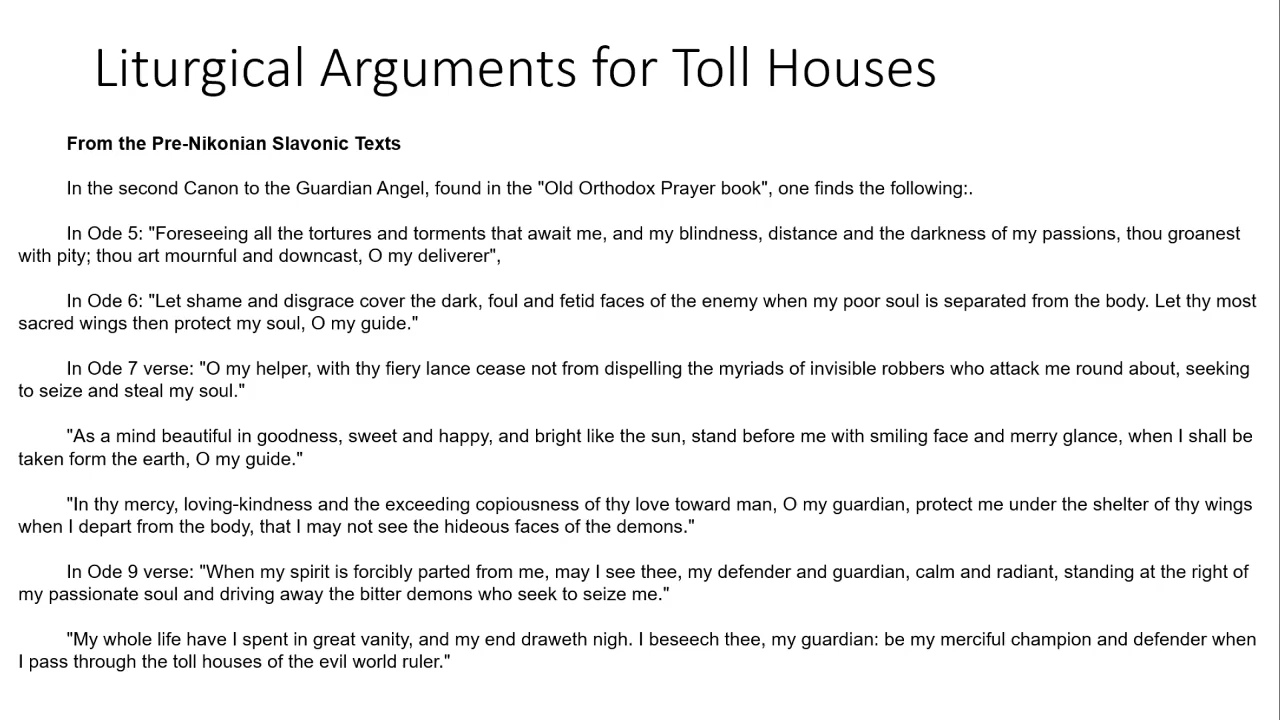 Liturgical Arguments for Toll Houses
From the Pre-Nikonian Slavonic Texts
In the second Canon to the Guardian Angel, found in the "Old Orthodox Prayer book", one finds the following:.
In Ode 5: "Foreseeing all the tortures and torments that await me, and my blindness, distance and the darkness of my passions, thou groanest
with pity; thou art mournful and downcast, O my deliverer",
In Ode 6: "Let shame and disgrace cover the dark, foul and fetid faces of the enemy when my poor soul is separated from the body. Let thy most
sacred wings then protect my soul, O my guide."
In Ode 7 verse: "O my helper, with thy fiery lance cease not from dispelling the myriads of invisible robbers who attack me round about, seeking
to seize and steal my soul."
"As a mind beautiful in goodness, sweet and happy, and bright like the sun, stand before me with smiling face and merry glance, when I shall be
taken form the earth, O my guide."
"In thy mercy, loving-kindness and the exceeding copiousness of thy love toward man, O my guardian, protect me under the shelter of thy wings
when I depart from the body, that I may not see the hideous faces of the demons."
In Ode 9 verse: "When my spirit is forcibly parted from me, may I see thee, my defender and guardian, calm and radiant, standing at the right of
my passionate soul and driving away the bitter demons who seek to seize me."
"My whole life have I spent in great vanity, and my end draweth nigh. I beseech thee, my guardian: be my merciful champion and defender when
I pass through the toll houses of the evil world ruler."